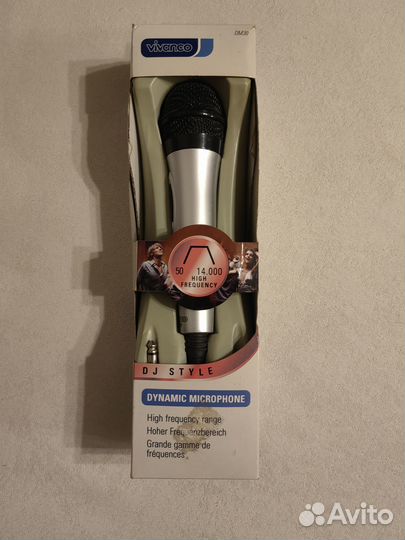 vivanco
DM30
50 14.000
HIGH
FREQUENCY
DJ STYLE
DYNAMIC MICROPHONE
High frequency range
Hoher Frequenzbereich
Grande gamme de
fréquences
Avito